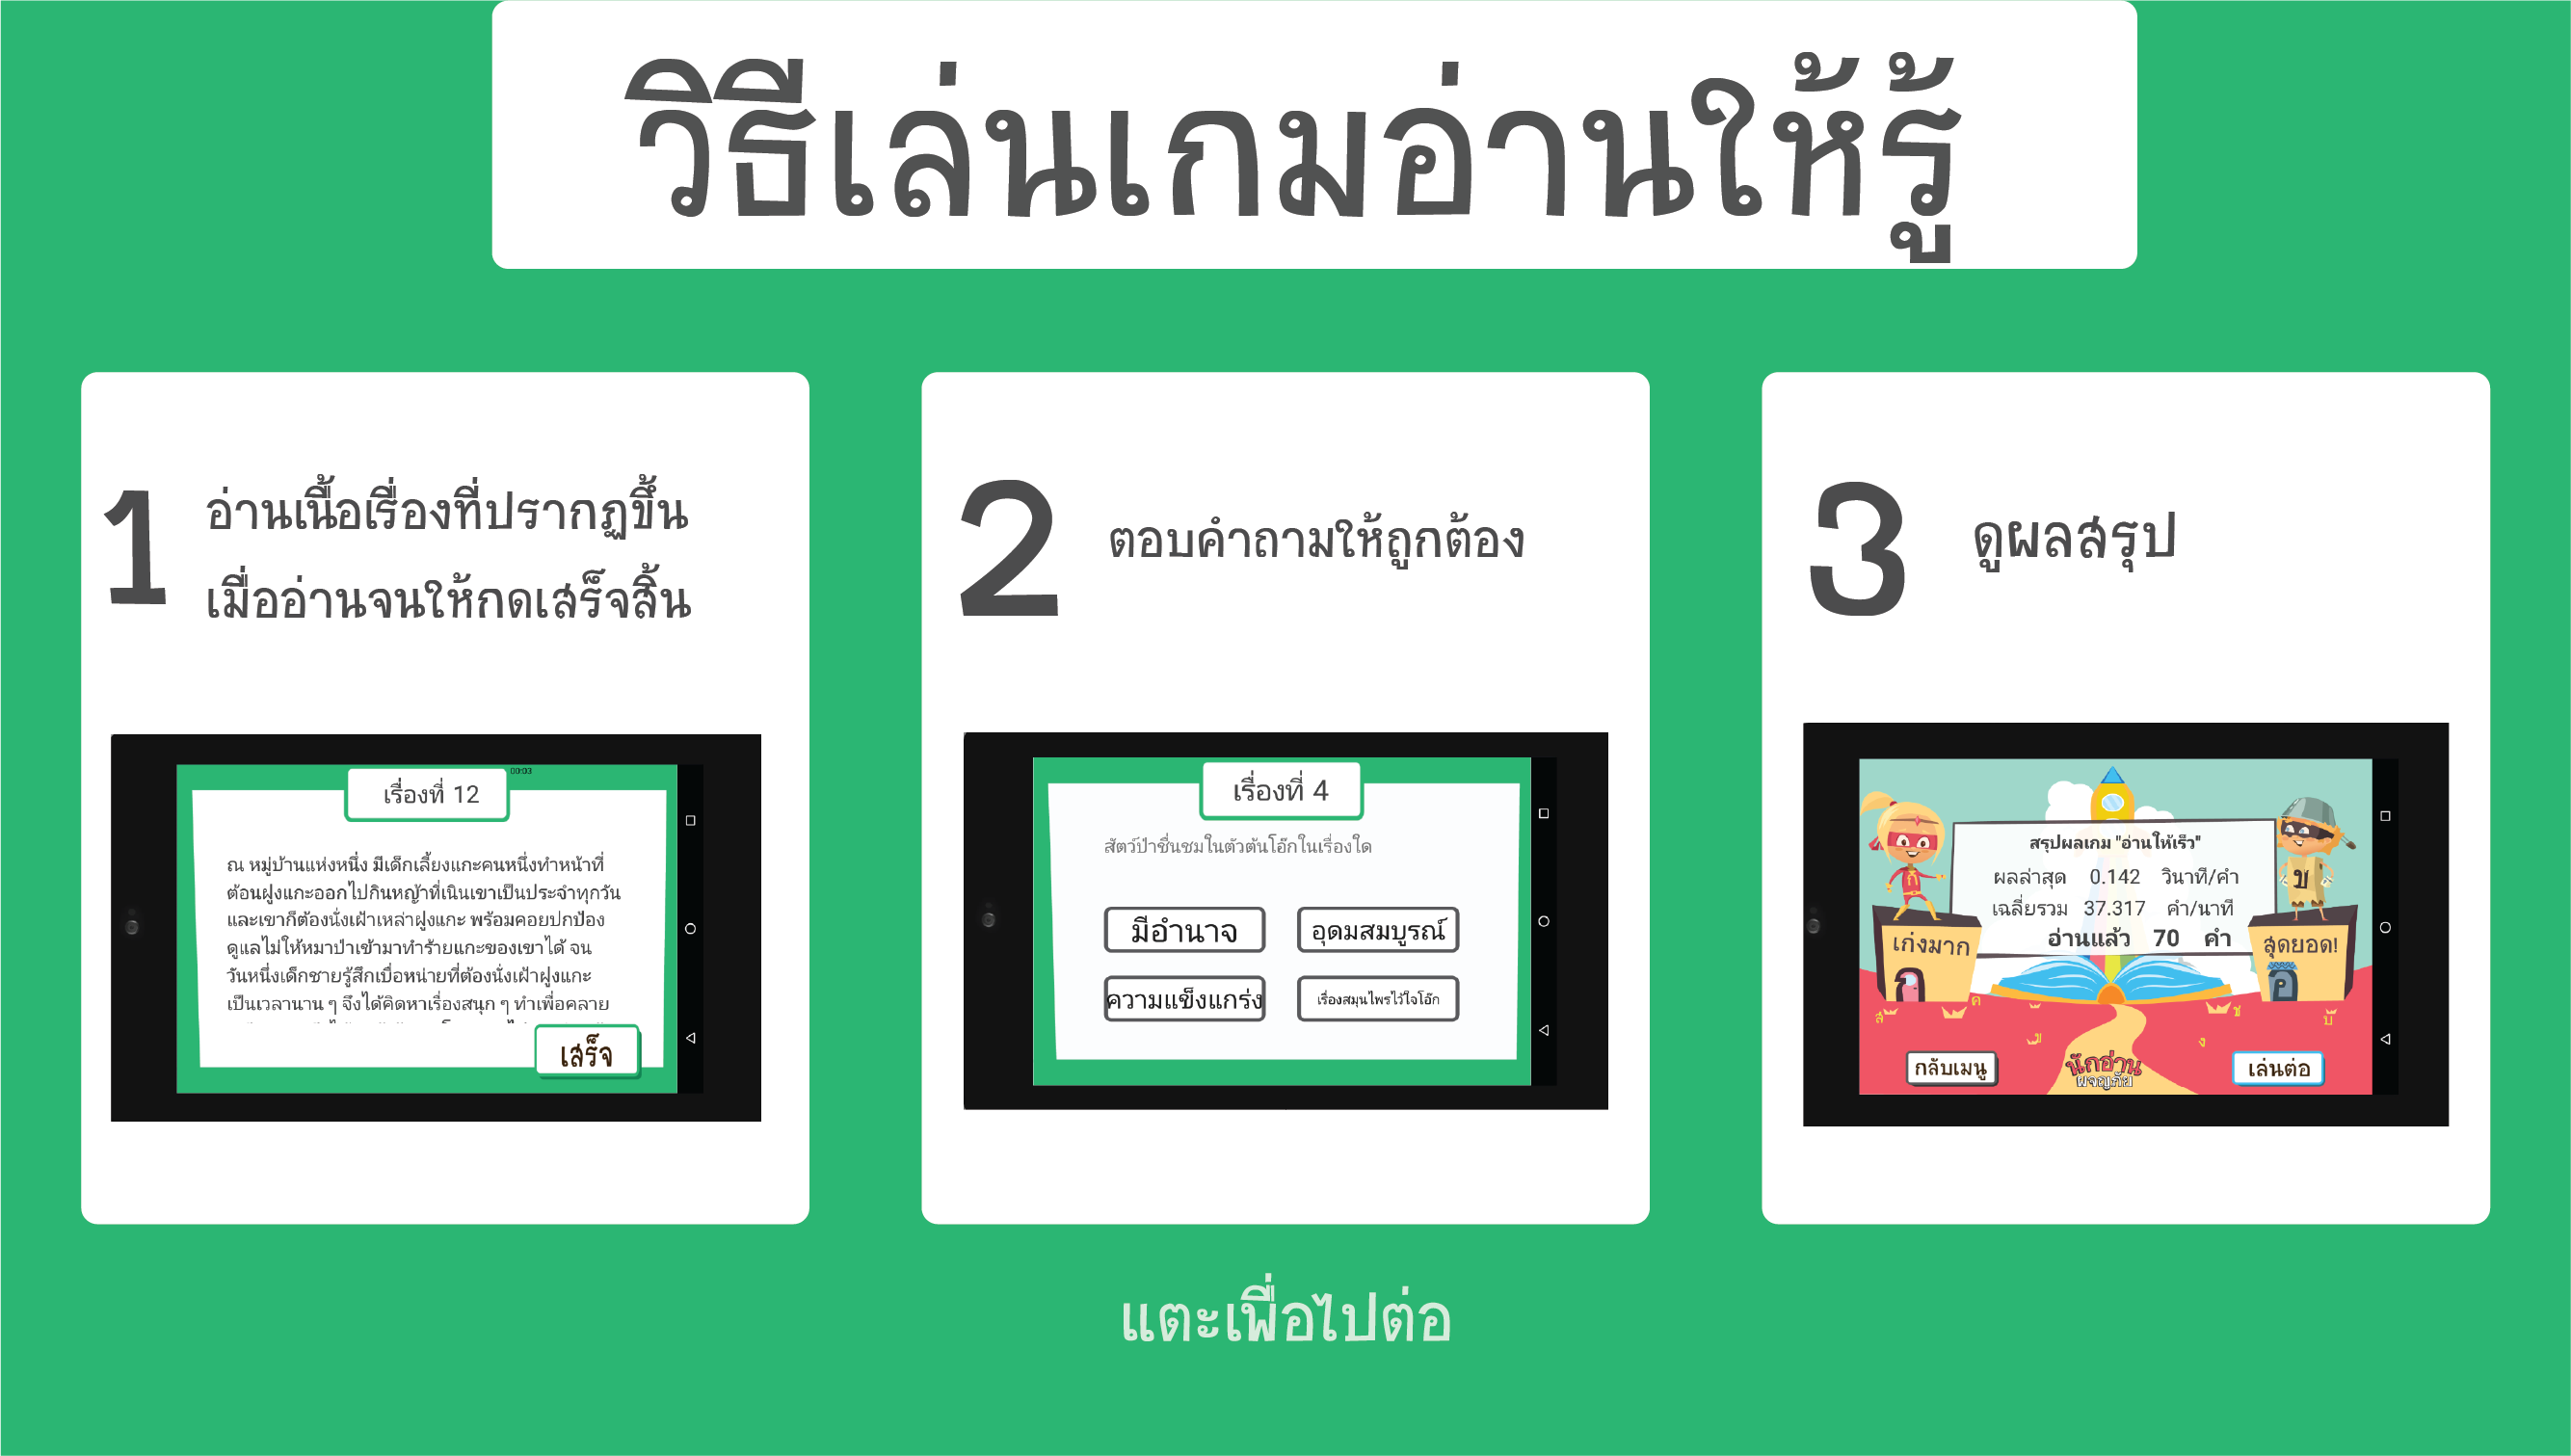 วิธีเล่นเกมอ่านให้รู้
1
อ่านเนื้อเรื่องที่ปรากฏขึ้น
เมื่ออ่านจนให้กดเสร็จสิ้น
00:03
เรื่องที่ 12
ณ หมู่บ้านแห่งหนึ่ง มีเด็กเลี้ยงแกะคนหนึ่งทำหน้าที่
ต้อนฝูงแกะออกไปกินหญ้าที่เนินเขาเป็นประจำทุกวัน
และเขาก็ต้องนั่งเฝ้าเหล่าฝูงแกะ พร้อมคอยปกป้อง
ดูแลไม่ให้หมาป่าเข้ามาทำร้ายแกะของเขาได้ จน
วันหนึ่งเด็กชายรู้สึกเบื่อหน่ายที่ต้องนั่งเฝ้าฝูงแกะ
เป็นเวลานาน ๆ จึงได้คิดหาเรื่องสนุก ๆ ทำเพื่อคลาย
เสร็จ
2
ตอบคำถามให้ถูกต้อง
เรื่องที่ 4
สัตว์ป่าชื่นชมในตัวต้นโอ๊กในเรื่องใด
มีอำนาจ
อุดมสมบูรณ์
ความแข็งแกร่ง
เรื่องสมุนไพรไว้ใจโอ๊ก
3
ดูผลสรุป
สรุปผลเกม "อ่านให้เร็ว"
ผลล่าสุด 0.142 วินาที/คำ
เฉลี่ยรวม 37.317 คำ/นาที
อ่านแล้ว 70 คำ
เก่งมาก
สุดยอด!
กลับเมนู
นักอ่าน
ผจญภัย
เล่นต่อ
แตะเพื่อไปต่อ